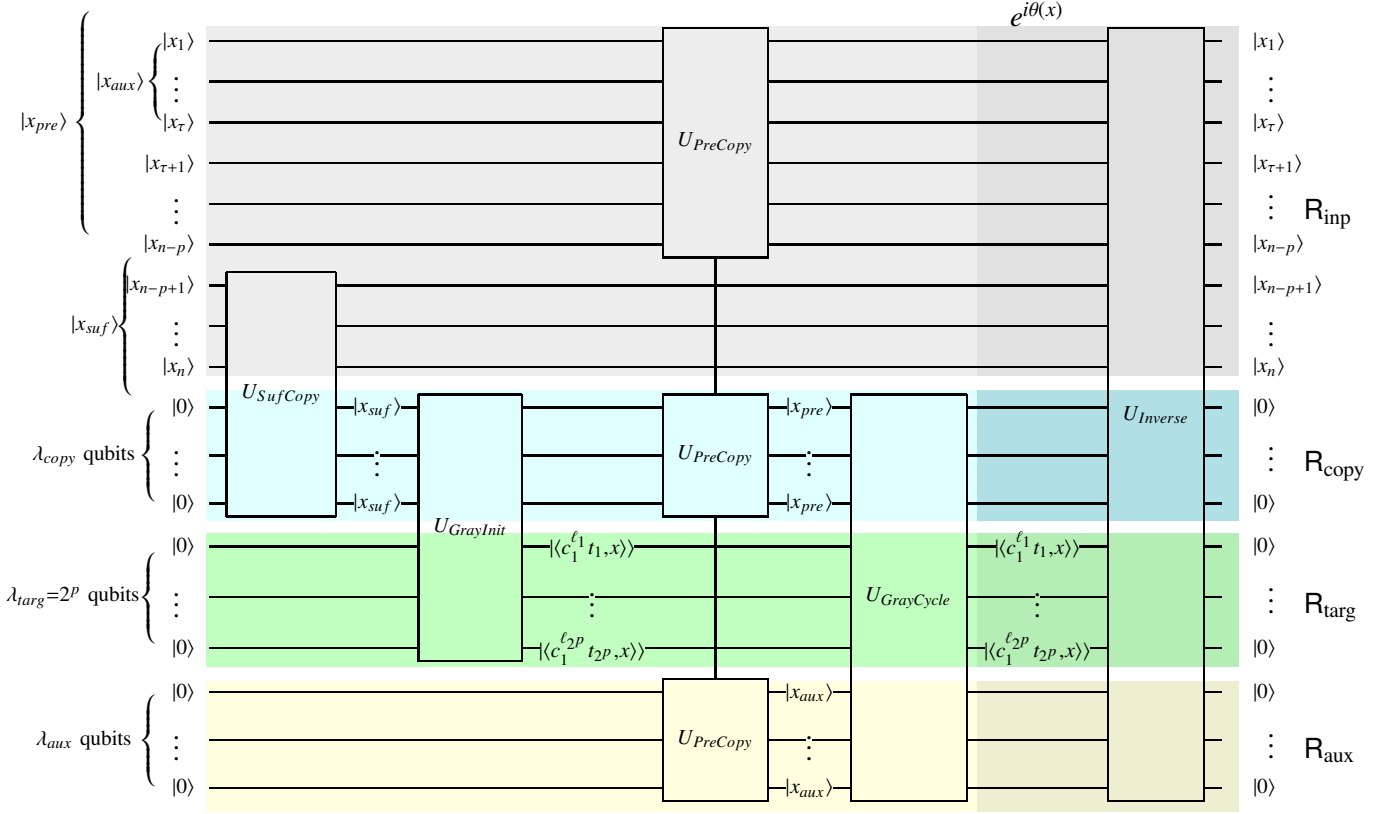 e^{iθ(x)}
|x_1⟩ |x_1⟩
|x_{aux}⟩ ⋮ ⋮
|x_{pre}⟩ |x_τ⟩ |x_τ⟩
U_{PreCopy}
|x_{τ+1}⟩ |x_{τ+1}⟩
⋮ ⋮ R_{inp}
|x_{n−p}⟩ |x_{n−p}⟩
|x_{n−p+1}⟩ |x_{n−p+1}⟩
|x_{suf}⟩ ⋮ ⋮
|x_n⟩ |x_n⟩
U_{SufCopy}
|0⟩ |x_{suf}⟩ |x_{pre}⟩ U_{Inverse} |0⟩
λ_{copy} qubits ⋮ ⋮ U_{PreCopy} ⋮ ⋮ R_{copy}
|0⟩ |x_{suf}⟩ |x_{pre}⟩ |0⟩
U_{GrayInit}
|0⟩ |⟨c_1^{ℓ_1} t_1, x⟩⟩ |⟨c_1^{ℓ_1} t_1, x⟩⟩ |0⟩
λ_{targ}=2^p qubits ⋮ ⋮ U_{GrayCycle} ⋮ ⋮ R_{targ}
|0⟩ |⟨c_1^{ℓ_{2^p}} t_{2^p}, x⟩⟩ |⟨c_1^{ℓ_{2^p}} t_{2^p}, x⟩⟩ |0⟩
|0⟩ |x_{aux}⟩ |0⟩
λ_{aux} qubits ⋮ U_{PreCopy} ⋮ ⋮ R_{aux}
|0⟩ |x_{aux}⟩ |0⟩